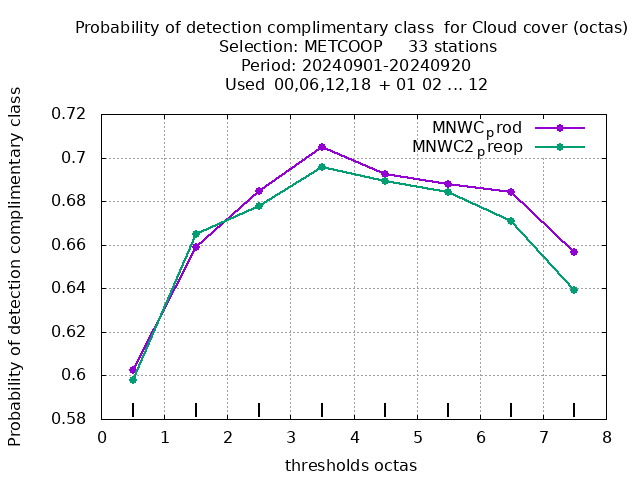 Probability of detection complimentary class  for Cloud cover (octas)
Selection: METCOOP     33 stations
Period: 20240901-20240920
Used  00,06,12,18  + 01 02 ... 12
MNWCprod
MNWC2preop
Probability of detection complimentary class
0.72
0.7
0.68
0.66
0.64
0.62
0.6
0.58
0 1 2 3 4 5 6 7 8
thresholds octas